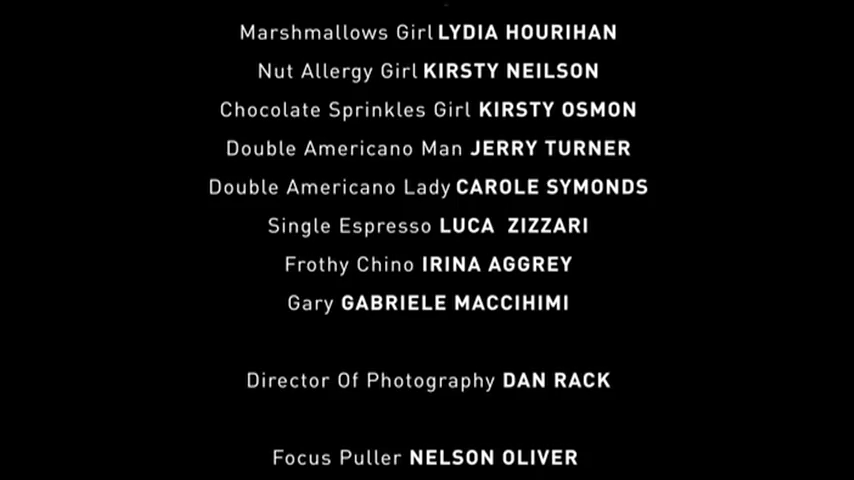 Marshmallows Girl LYDIA HOURIHAN
Nut Allergy Girl KIRSTY NEILSON
Chocolate Sprinkles Girl KIRSTY OSMON
Double Americano Man JERRY TURNER
Double Americano Lady CAROLE SYMONDS
Single Espresso LUCA ZIZZARI
Frothy Chino IRINA AGGREY
Gary GABRIELE MACCIHIMI
Director Of Photography DAN RACK
Focus Puller NELSON OLIVER